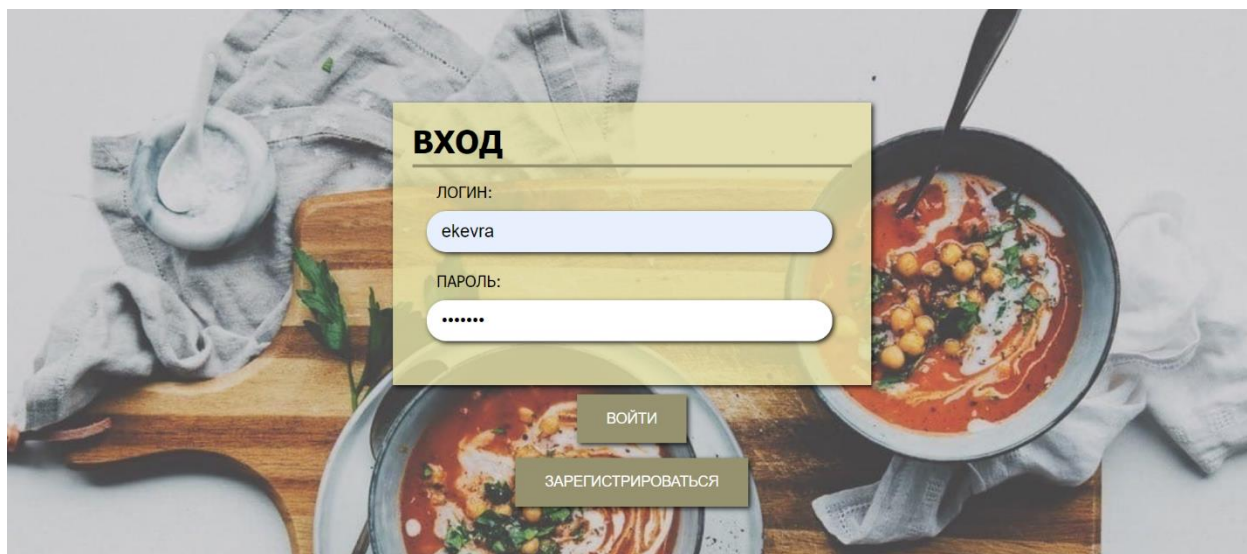 ВХОД
ЛОГИН:
ekevra
ПАРОЛЬ:
•••••••
ВОЙТИ
ЗАРЕГИСТРИРОВАТЬСЯ